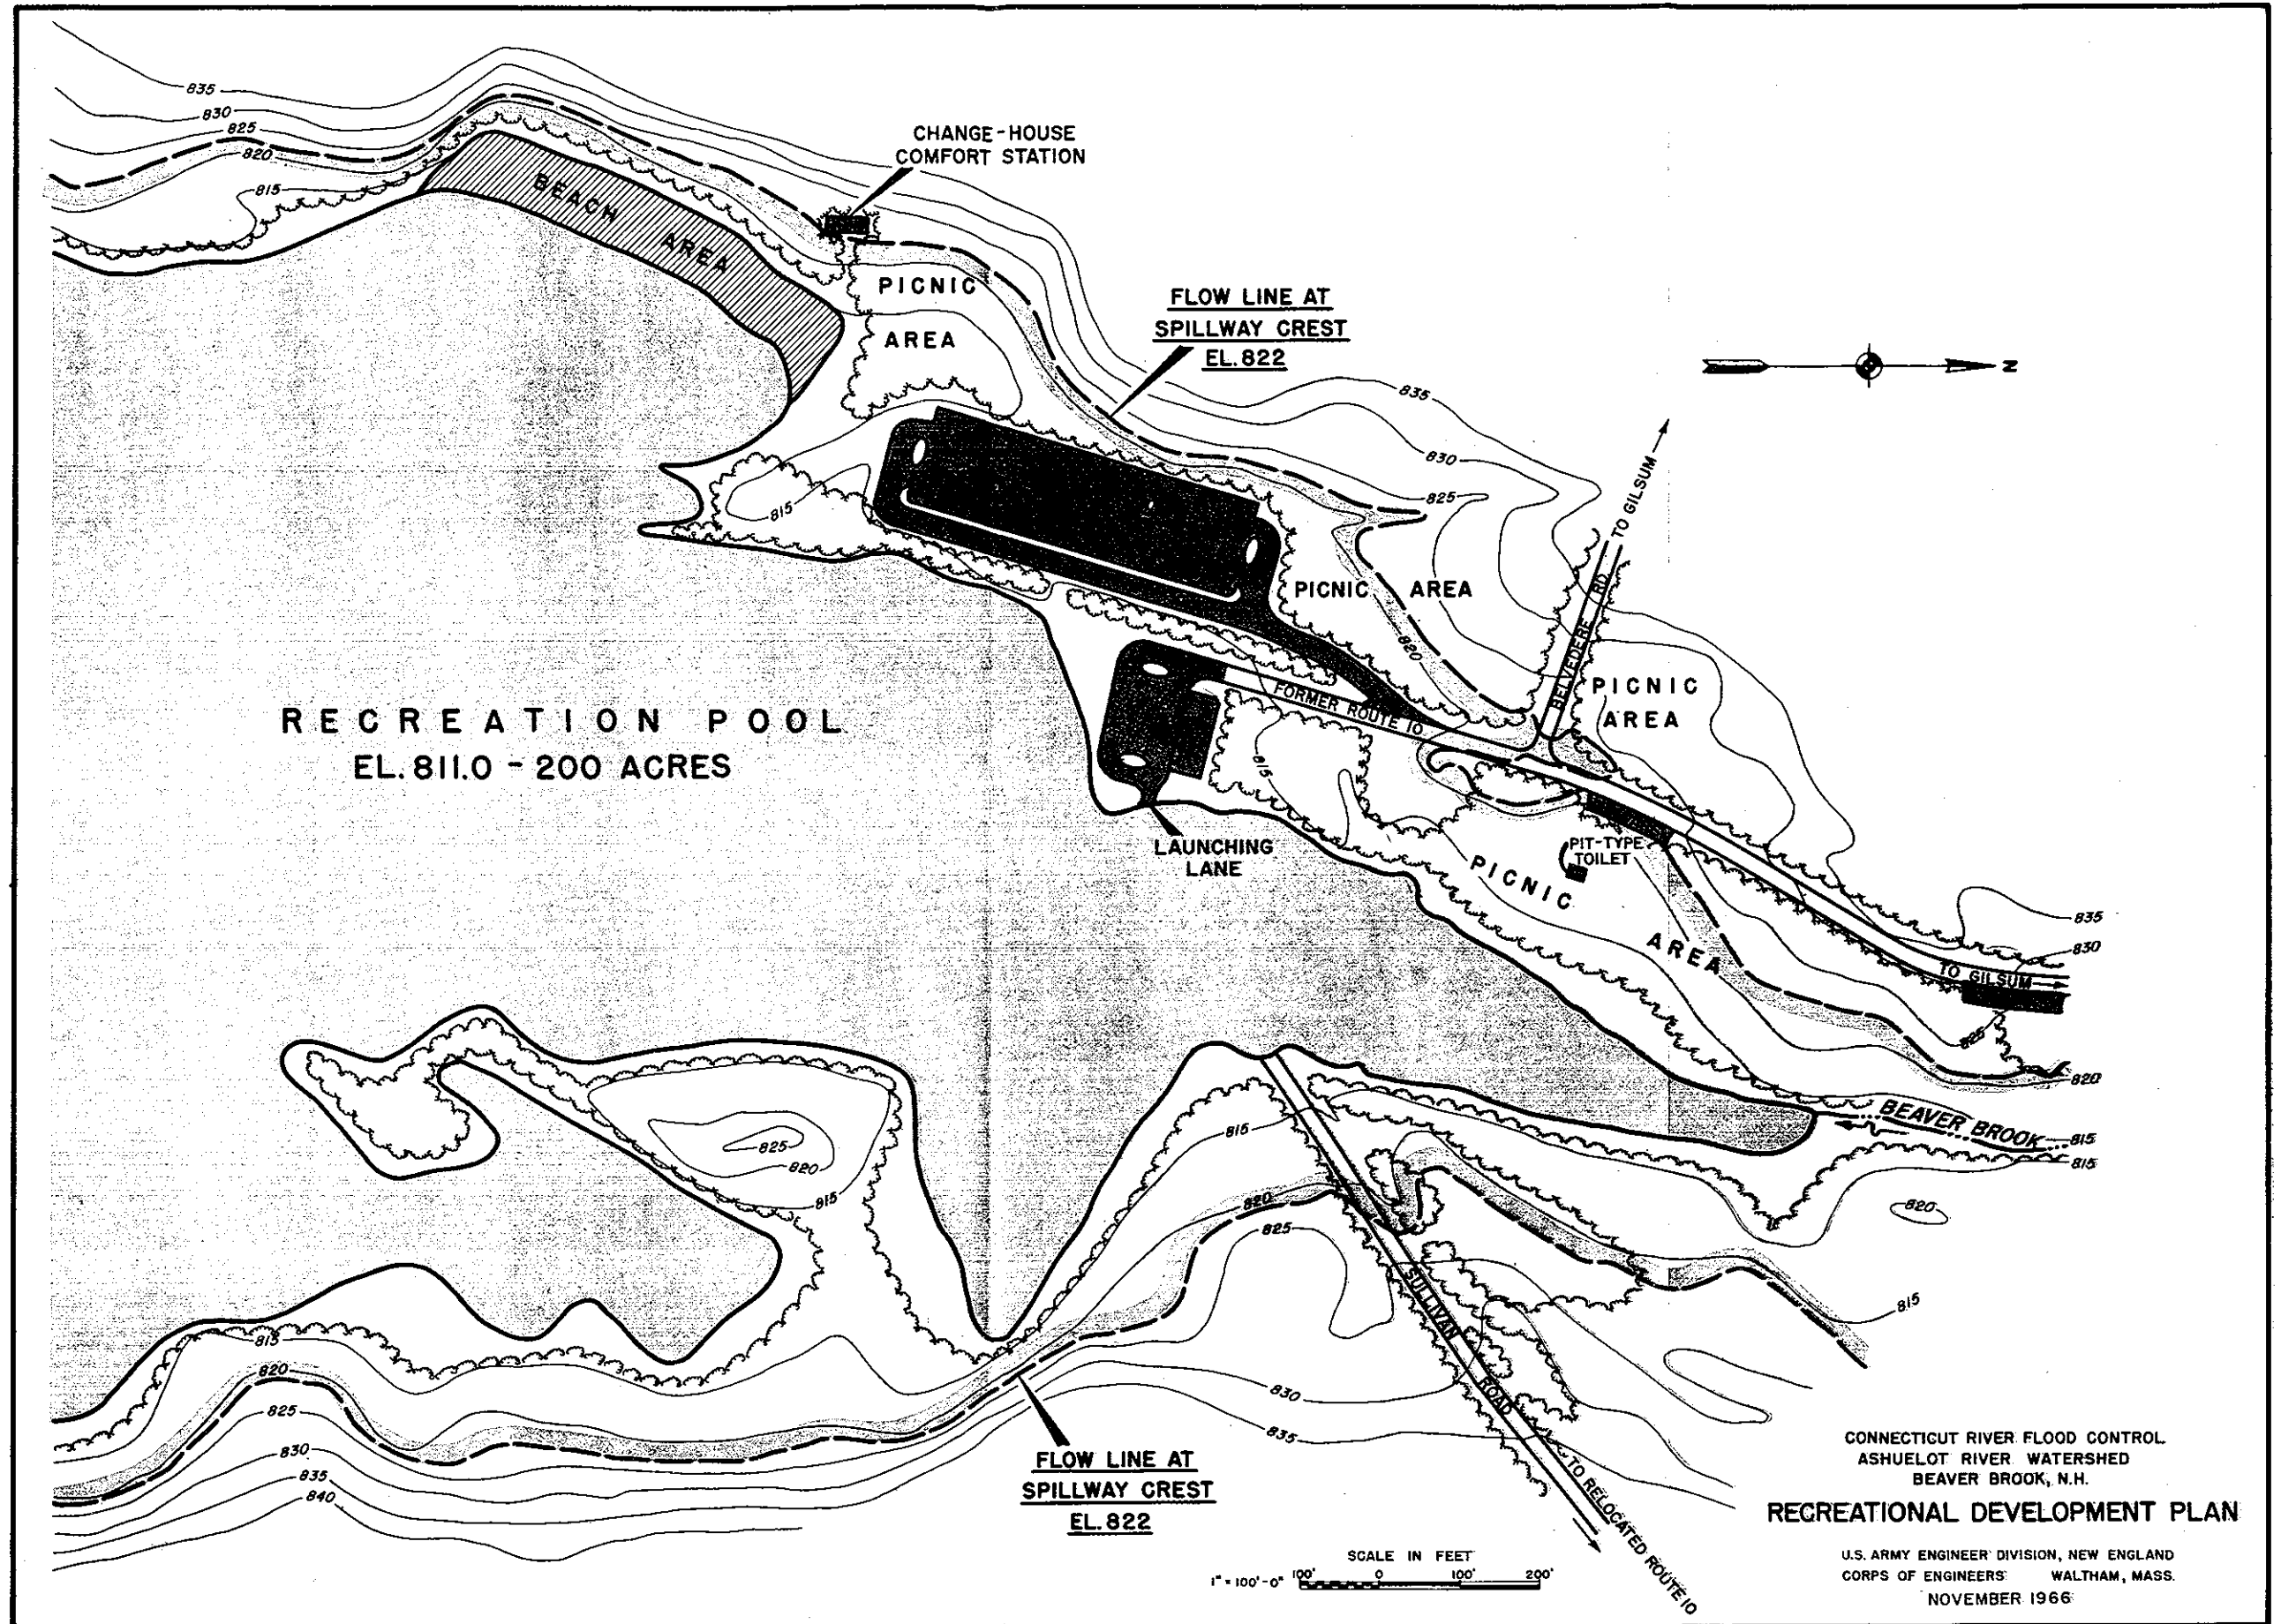 835
830
825
820
815
CHANGE-HOUSE
COMFORT STATION
BEACH AREA
PICNIC
AREA
FLOW LINE AT
SPILLWAY CREST
EL. 822
N
835
830
825
TO GILSUM
815
PICNIC AREA
BELVEDERE RD
820
PICNIC
AREA
FORMER ROUTE 10
RECREATION POOL
EL. 811.0 - 200 ACRES
815
LAUNCHING
LANE
PIT-TYPE
TOILET
PICNIC
AREA
835
830
TO GILSUM
825
820
BEAVER BROOK
815
815
820
825
820
815
815
820
825
815
SULLIVAN ROAD
TO RELOCATED ROUTE 10
815
820
825
830
835
840
830
835
FLOW LINE AT
SPILLWAY CREST
EL. 822
SCALE IN FEET
1" = 100'-0" 100' 0 100' 200'
CONNECTICUT RIVER FLOOD CONTROL
ASHUELOT RIVER WATERSHED
BEAVER BROOK, N.H.
RECREATIONAL DEVELOPMENT PLAN
U.S. ARMY ENGINEER DIVISION, NEW ENGLAND
CORPS OF ENGINEERS WALTHAM, MASS.
NOVEMBER 1966